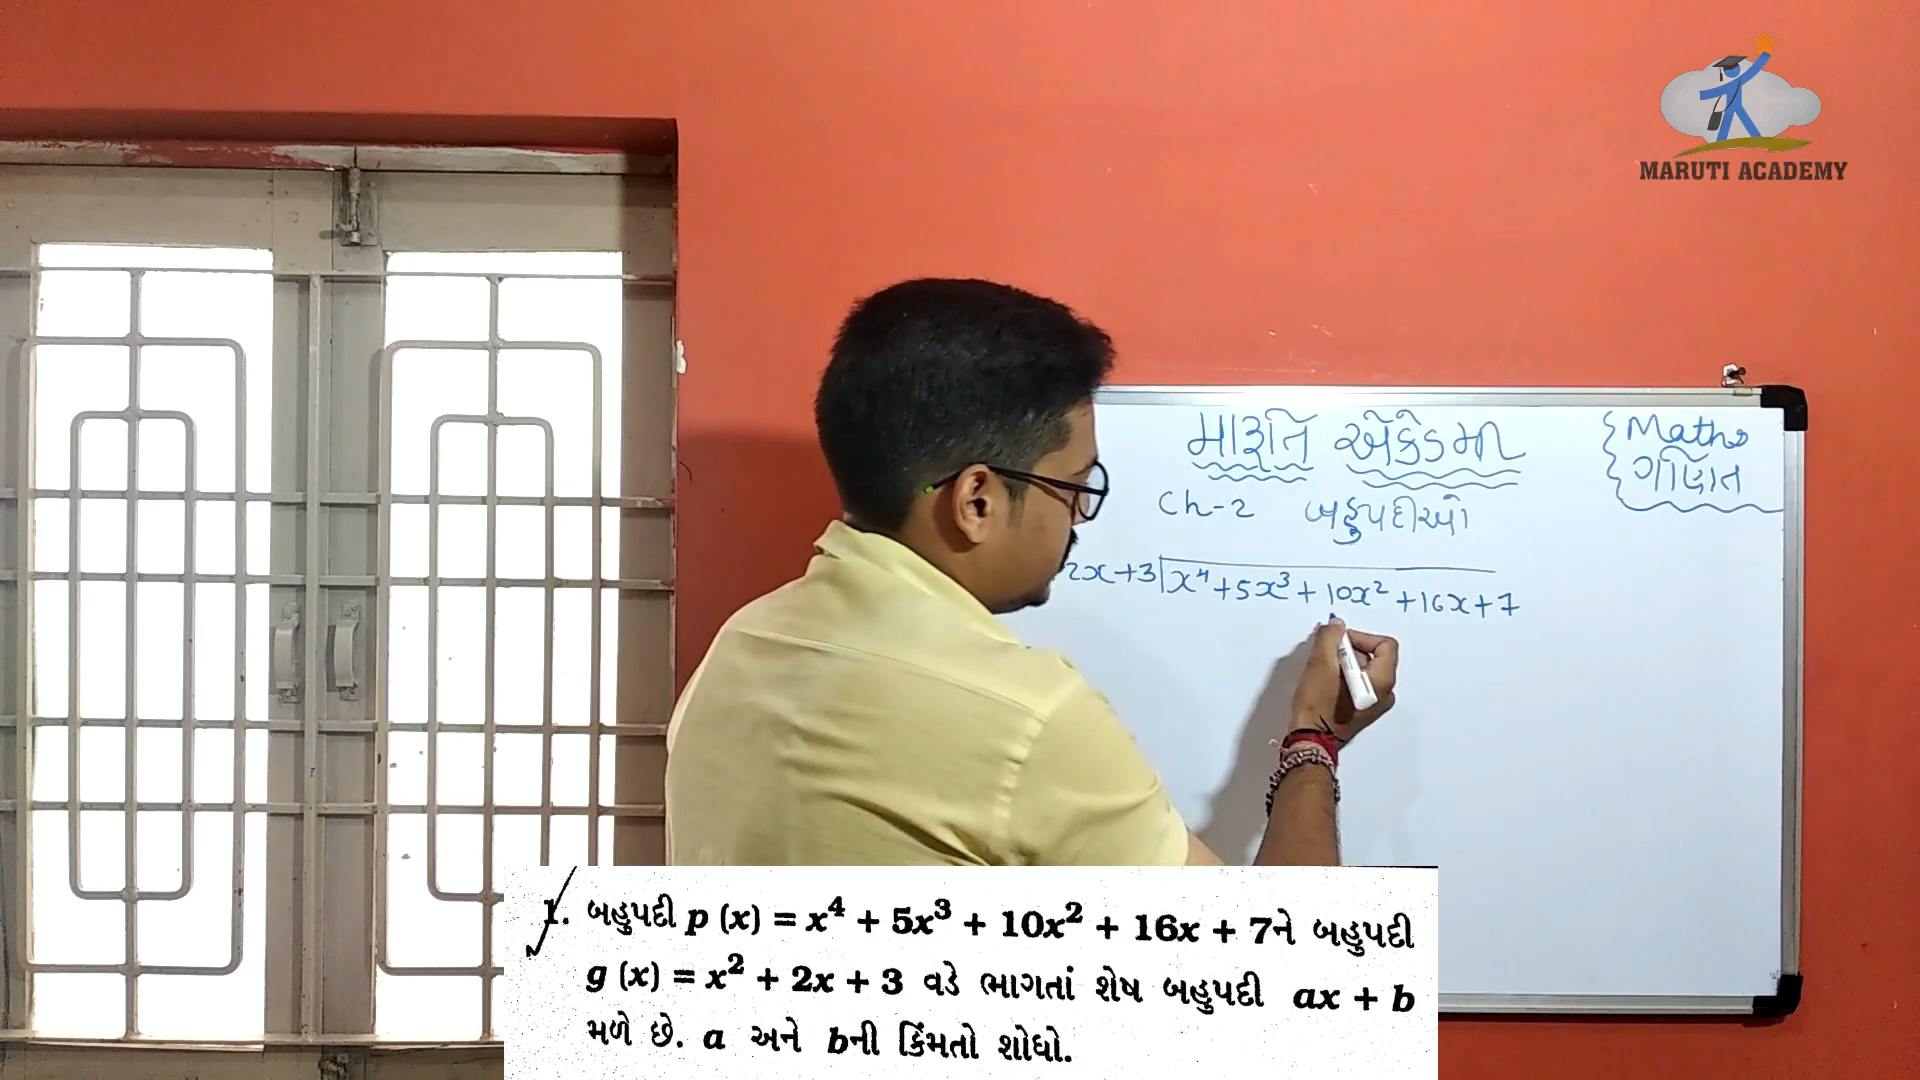 MARUTI ACADEMY
મારૂતિ એકેડમી
Maths
ગણિત
Ch-2 બહુપદીઓ
2x+3 x⁴+5x³+10x²+16x+7
1. બહુપદી p (x) = x⁴ + 5x³ + 10x² + 16x + 7ને બહુપદી
g (x) = x² + 2x + 3 વડે ભાગતાં શેષ બહુપદી ax + b
મળે છે. a અને bની કિંમતો શોધો.